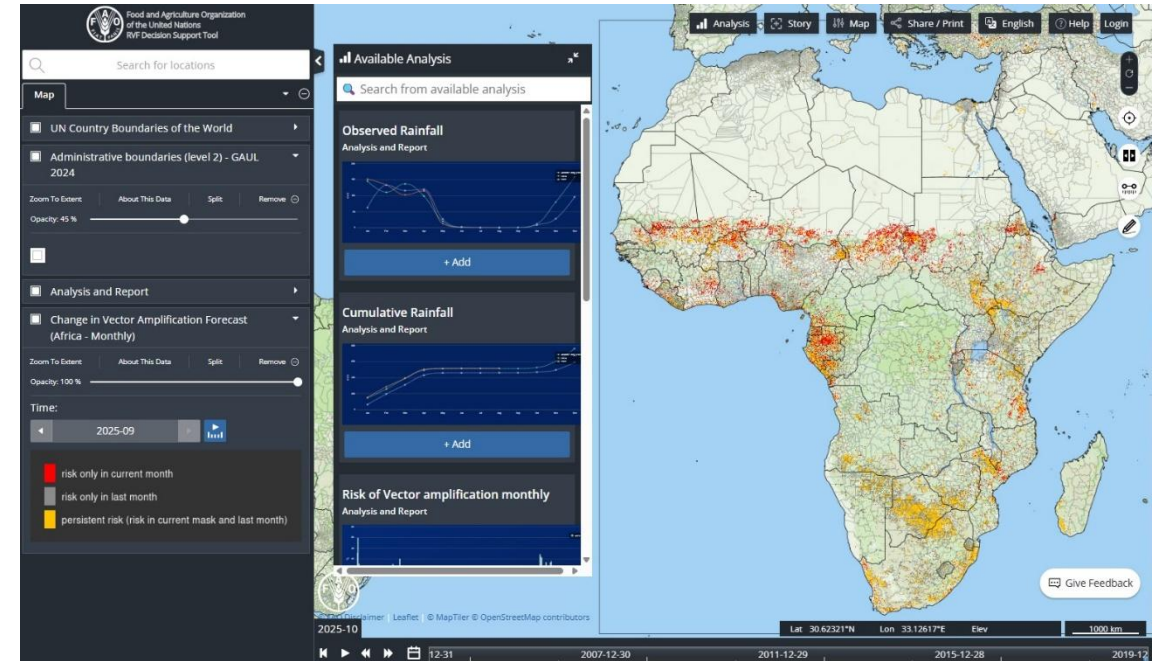 Food and Agriculture Organization
of the United Nations
RVF Decision Support Tool
Search for locations
Map
UN Country Boundaries of the World
Administrative boundaries (level 2) - GAUL
2024
Zoom To Extent About This Data Split Remove
Opacity: 45 %
Analysis and Report
Change in Vector Amplification Forecast
(Africa - Monthly)
Zoom To Extent About This Data Split Remove
Opacity: 100 %
Time:
2025-09
risk only in current month
risk only in last month
persistent risk (risk in current mask and last month)
Available Analysis
Search from available analysis
Observed Rainfall
Analysis and Report
+ Add
Cumulative Rainfall
Analysis and Report
+ Add
Risk of Vector amplification monthly
Analysis and Report
Analysis Story Map Share / Print English Help Login
Give Feedback
Disclaimer | Leaflet | © MapTiler © OpenStreetMap contributors
Lat 30.62321°N Lon 33.12617°E Elev 1000 km
2025-10
12-31 2007-12-30 2011-12-29 2015-12-28 2019-12